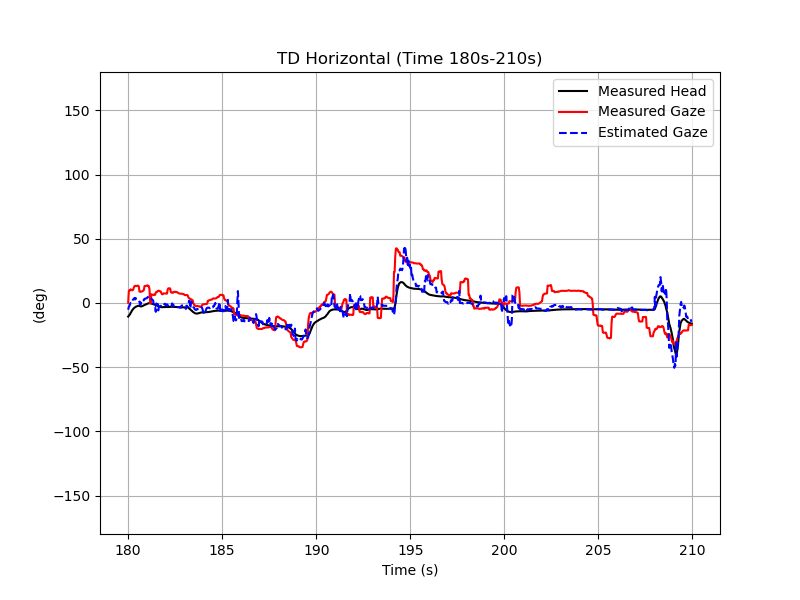 TD Horizontal (Time 180s-210s)
Measured Head
Measured Gaze
Estimated Gaze
150
100
50
0
−50
−100
−150
(deg)
180 185 190 195 200 205 210
Time (s)